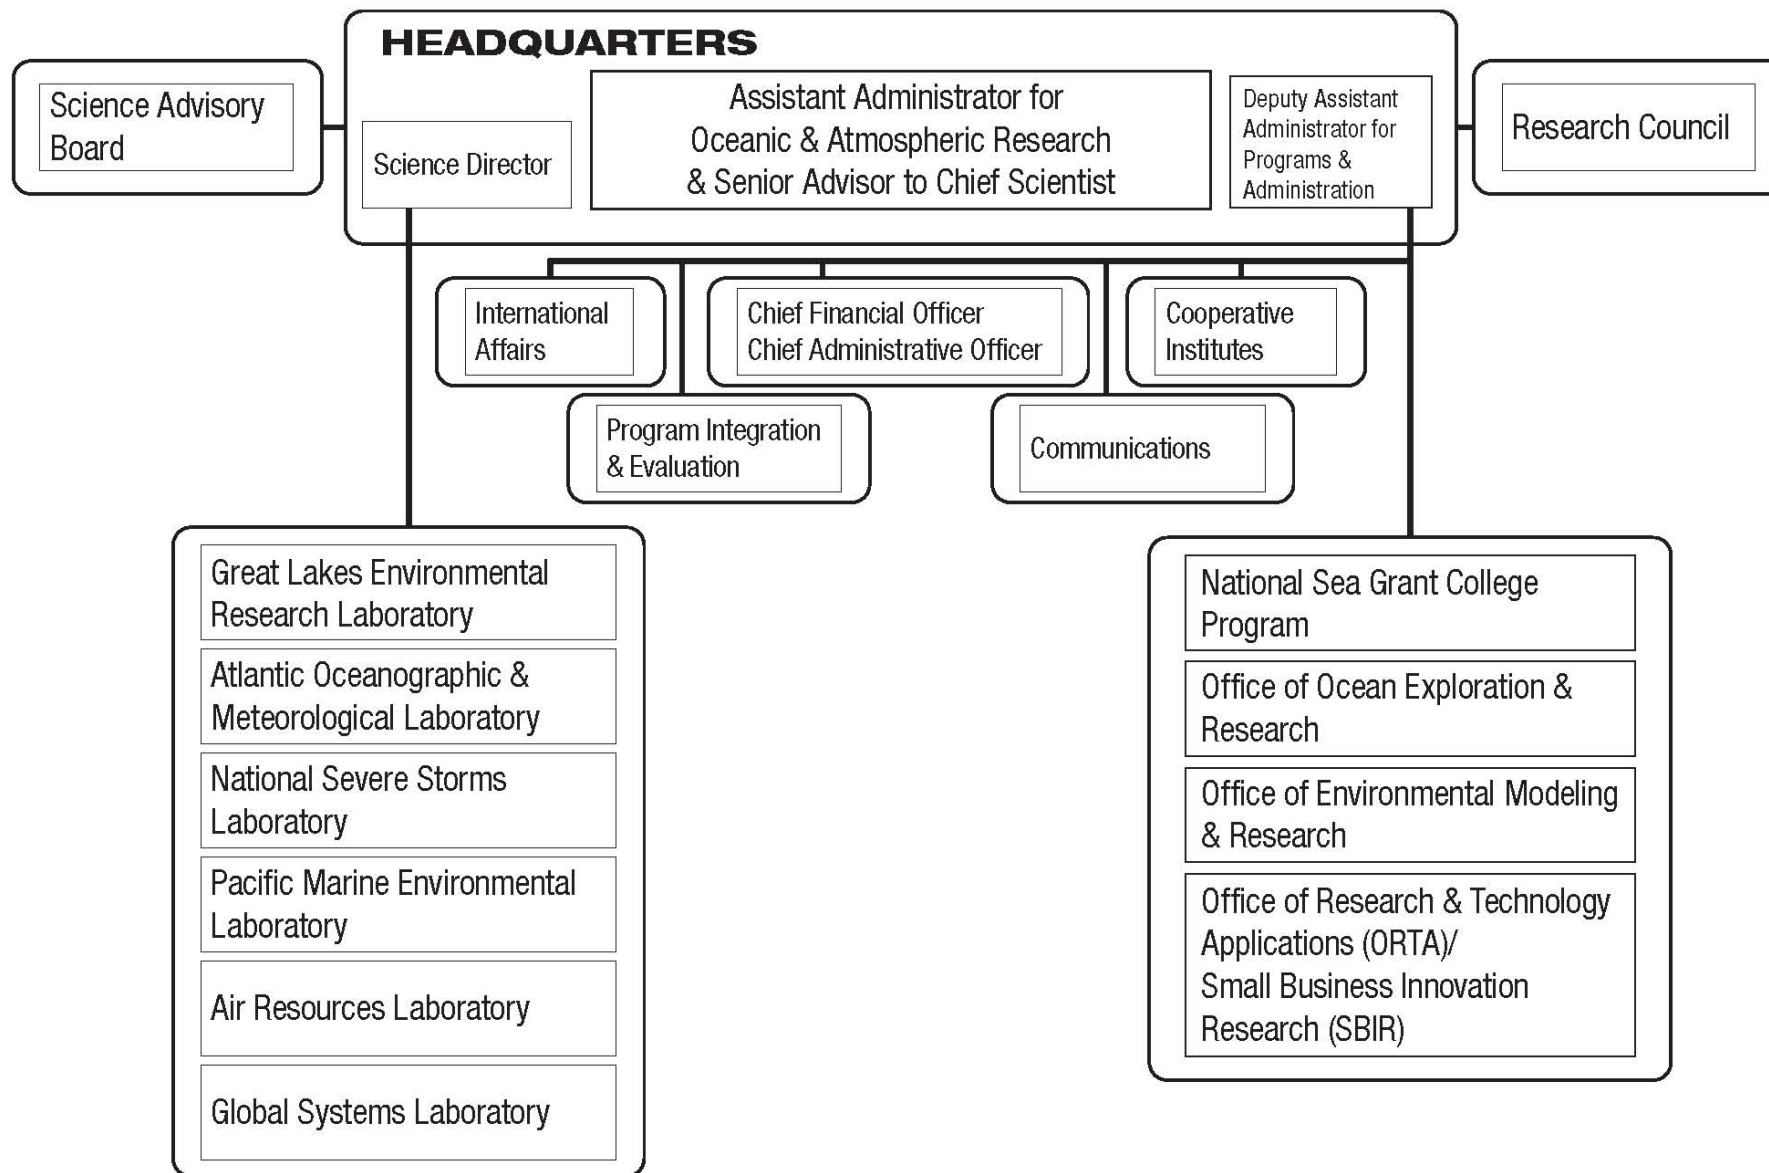 HEADQUARTERS
Science Advisory
Board
Science Director
Assistant Administrator for
Oceanic & Atmospheric Research
& Senior Advisor to Chief Scientist
Deputy Assistant
Administrator for
Programs &
Administration
Research Council
International
Affairs
Chief Financial Officer
Chief Administrative Officer
Cooperative
Institutes
Program Integration
& Evaluation
Communications
Great Lakes Environmental
Research Laboratory
Atlantic Oceanographic &
Meteorological Laboratory
National Severe Storms
Laboratory
Pacific Marine Environmental
Laboratory
Air Resources Laboratory
Global Systems Laboratory
National Sea Grant College
Program
Office of Ocean Exploration &
Research
Office of Environmental Modeling
& Research
Office of Research & Technology
Applications (ORTA)/
Small Business Innovation
Research (SBIR)